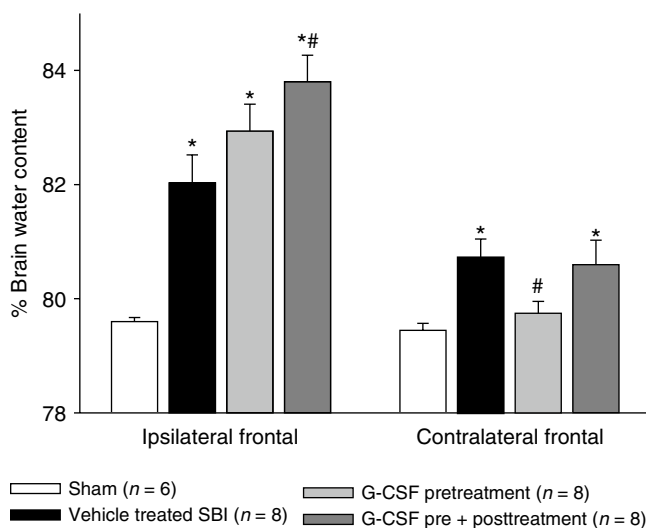 % Brain water content
84
82
80
78
*
*
*#
*
#
*
Ipsilateral frontal
Contralateral frontal
Sham (n = 6)
Vehicle treated SBI (n = 8)
G-CSF pretreatment (n = 8)
G-CSF pre + posttreatment (n = 8)